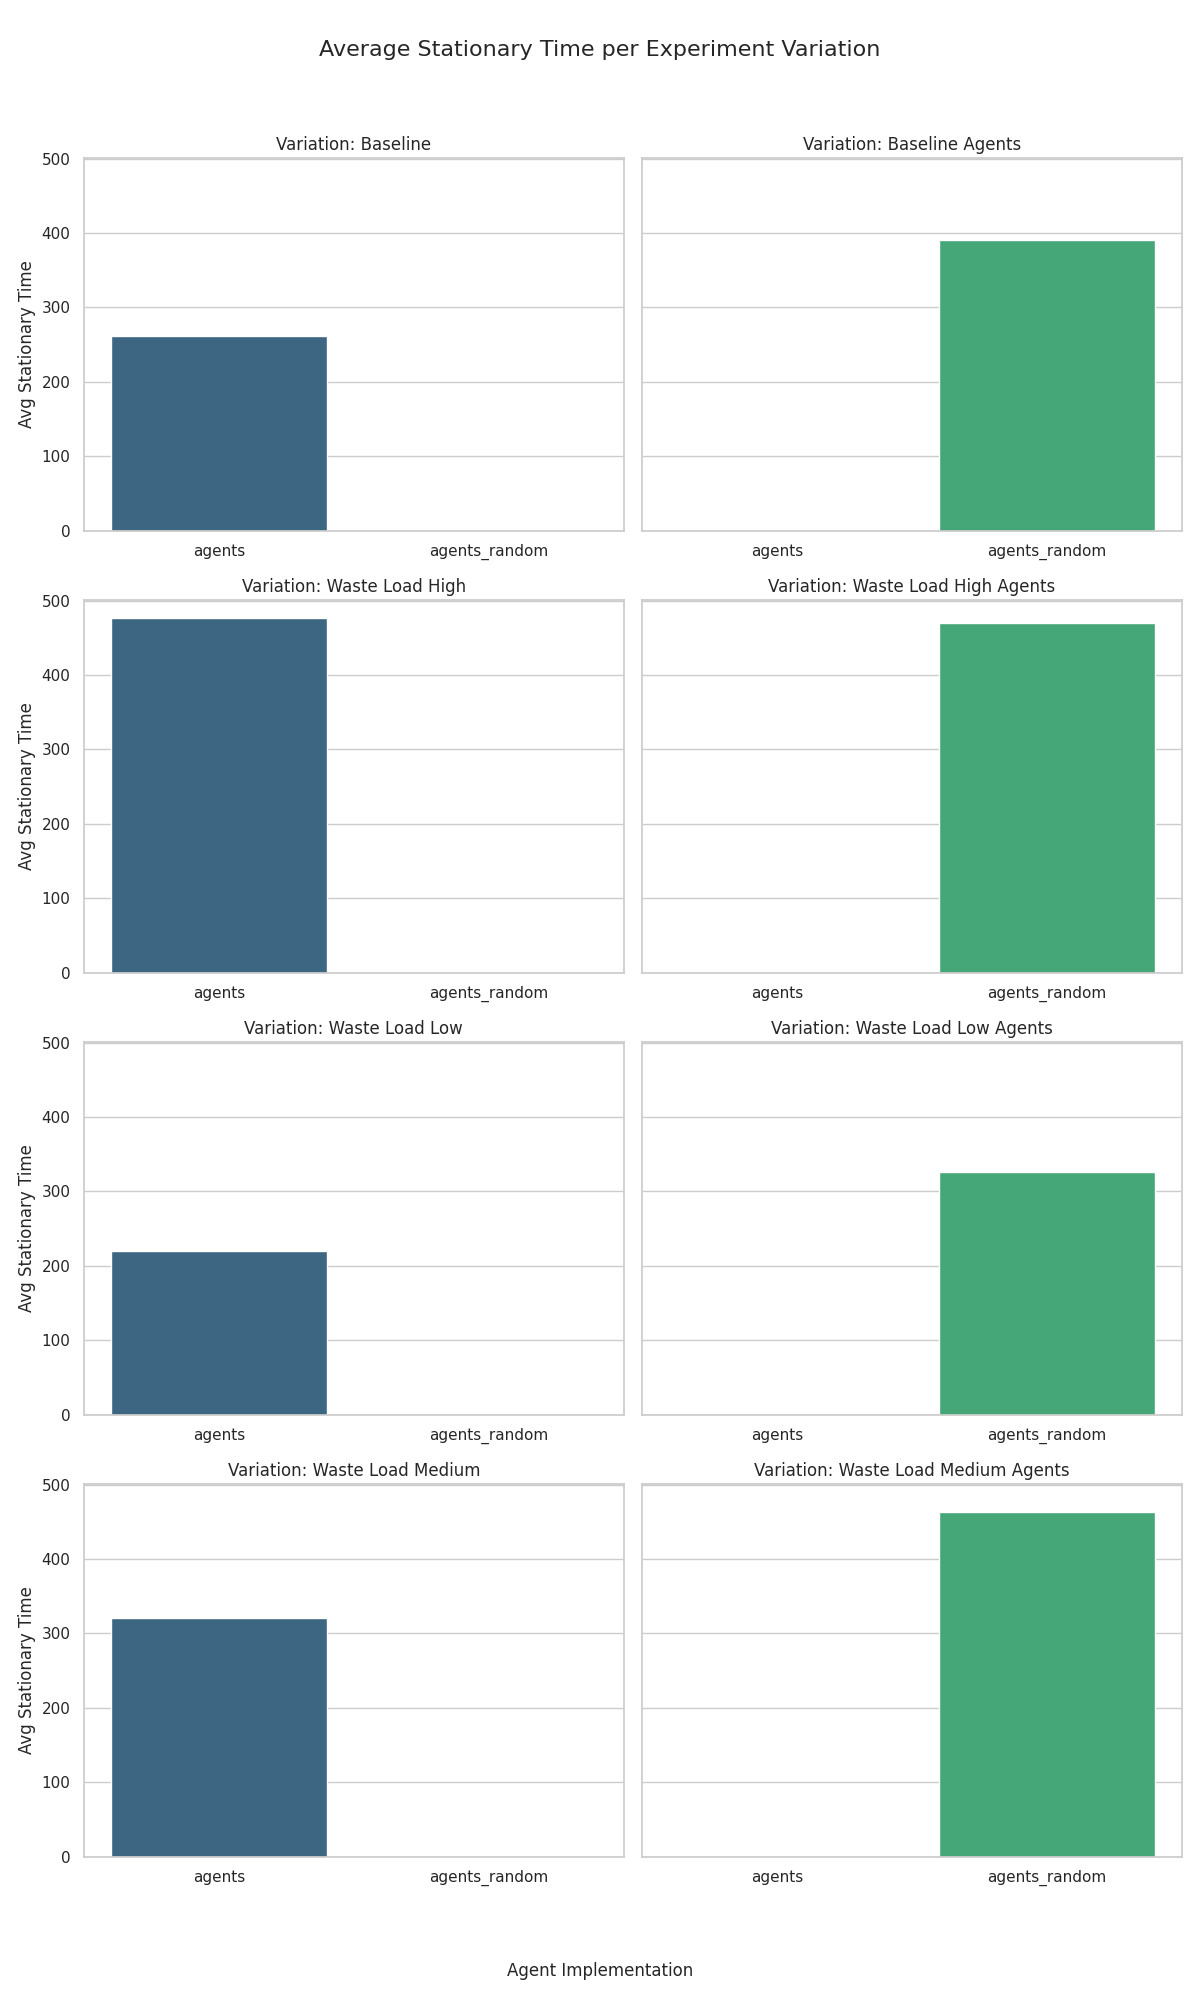 Average Stationary Time per Experiment Variation
Variation: Baseline
Avg Stationary Time
500
400
300
200
100
0
agents
agents_random
Variation: Baseline Agents
agents
agents_random
Variation: Waste Load High
Avg Stationary Time
500
400
300
200
100
0
agents
agents_random
Variation: Waste Load High Agents
agents
agents_random
Variation: Waste Load Low
Avg Stationary Time
500
400
300
200
100
0
agents
agents_random
Variation: Waste Load Low Agents
agents
agents_random
Variation: Waste Load Medium
Avg Stationary Time
500
400
300
200
100
0
agents
agents_random
Variation: Waste Load Medium Agents
agents
agents_random
Agent Implementation